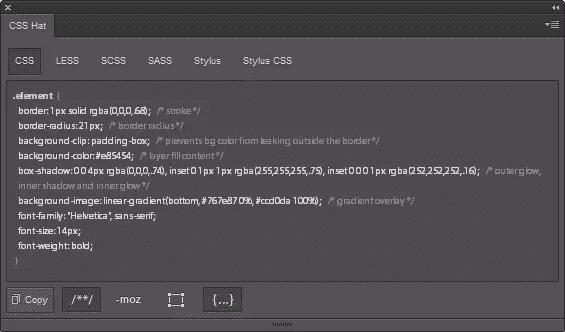 CSS Hat
CSS LESS SCSS SASS Stylus Stylus CSS
.element {
border: 1px solid rgba(0,0,0,.68); /* stroke */
border-radius: 21px; /* border radius */
background-clip: padding-box; /* prevents bg color from leaking outside the border */
background-color: #e85454; /* layer fill content */
box-shadow: 0 0 4px rgba(0,0,0,.74), inset 0 1px 1px rgba(255,255,255,.75), inset 0 0 0 1px rgba(252,252,252,.16); /* outer glow,
inner shadow and inner glow */
background-image: linear-gradient(bottom, #767e87 0%, #cccd0da 100%); /* gradient overlay */
font-family: "Helvetica", sans-serif;
font-size: 14px;
font-weight: bold;
}
Copy /**/ -moz {...}